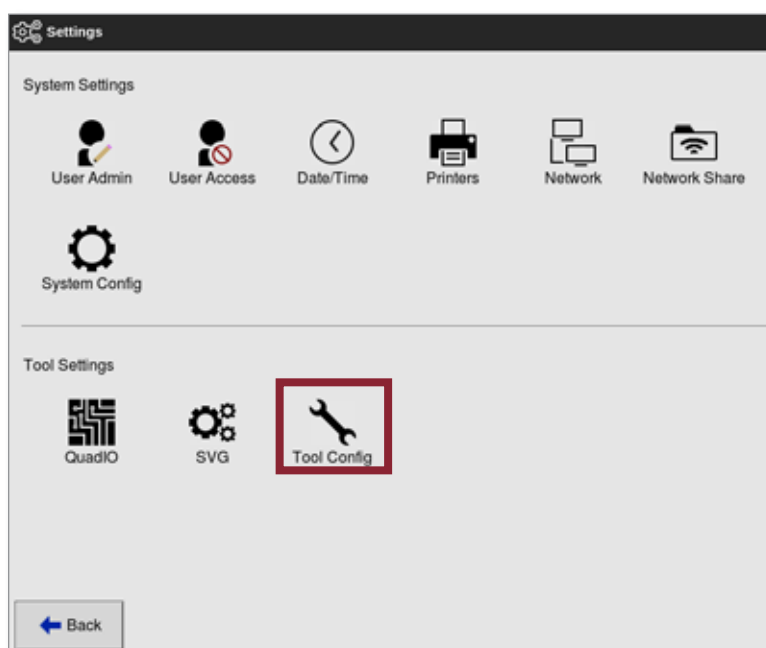 Settings
System Settings
User Admin User Access Date/Time Printers Network Network Share
System Config
Tool Settings
QuadIO SVG Tool Config
Back